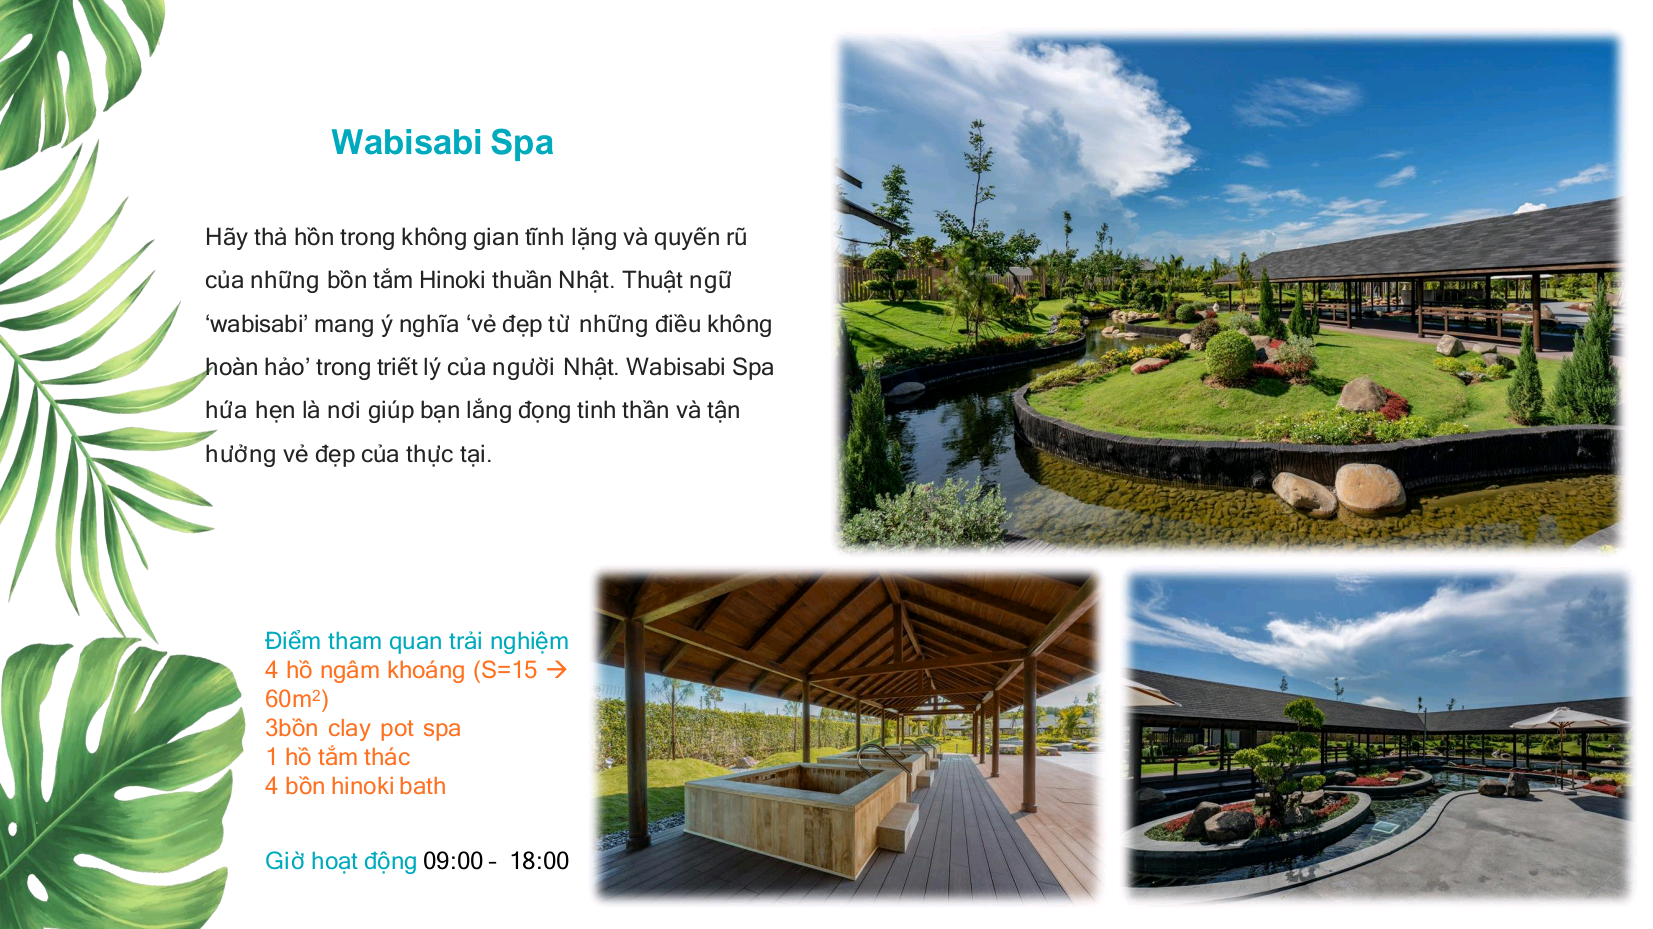 Wabisabi Spa
Hãy thả hồn trong không gian tĩnh lặng và quyến rũ
của những bồn tắm Hinoki thuần Nhật. Thuật ngữ
‘wabisabi’ mang ý nghĩa ‘vẻ đẹp từ những điều không
hoàn hảo’ trong triết lý của người Nhật. Wabisabi Spa
hứa hẹn là nơi giúp bạn lắng đọng tinh thần và tận
hưởng vẻ đẹp của thực tại.
Điểm tham quan trải nghiệm
4 hồ ngâm khoáng (S=15 →
60m²)
3bồn clay pot spa
1 hồ tắm thác
4 bồn hinoki bath
Giờ hoạt động 09:00 - 18:00